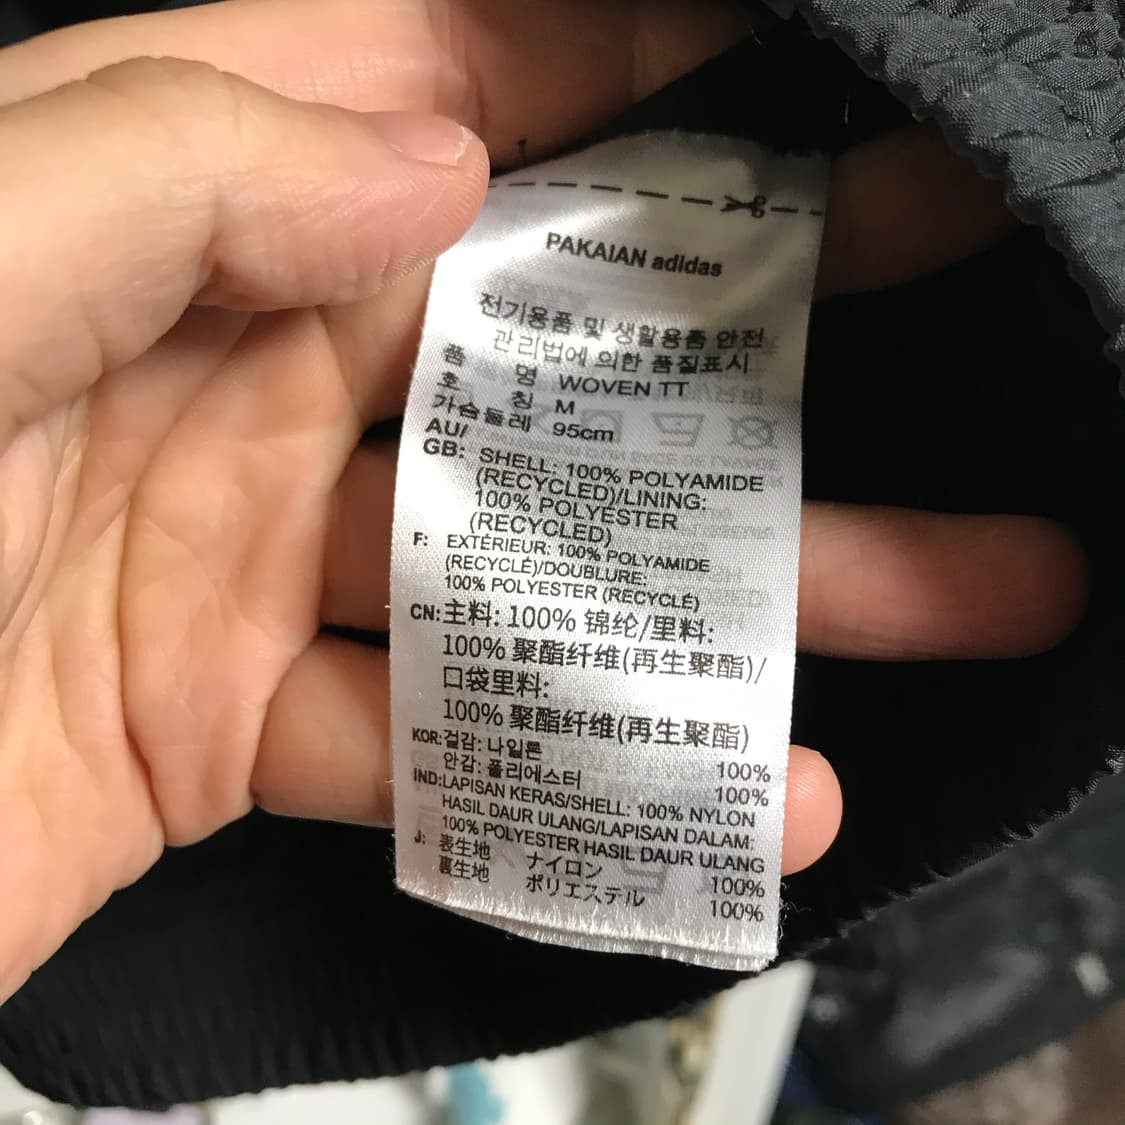 PAKAIAN adidas
전기용품 및 생활용품 안전
관리법에 의한 품질표시
품 명 WOVEN TT
호 칭 M
가슴둘레 95cm
AU/
GB: SHELL: 100% POLYAMIDE
(RECYCLED)/LINING:
100% POLYESTER
(RECYCLED)
F: EXTÉRIEUR: 100% POLYAMIDE
(RECYCLÉ)/DOUBLURE:
100% POLYESTER (RECYCLÉ)
CN: 主料: 100% 锦纶/里料:
100% 聚酯纤维(再生聚酯)/
口袋里料:
100% 聚酯纤维(再生聚酯)
KOR: 겉감: 나일론 100%
안감: 폴리에스터 100%
IND: LAPISAN KERAS/SHELL: 100% NYLON
HASIL DAUR ULANG/LAPISAN DALAM:
100% POLYESTER HASIL DAUR ULANG
J: 表生地 ナイロン 100%
裏生地 ポリエステル 100%